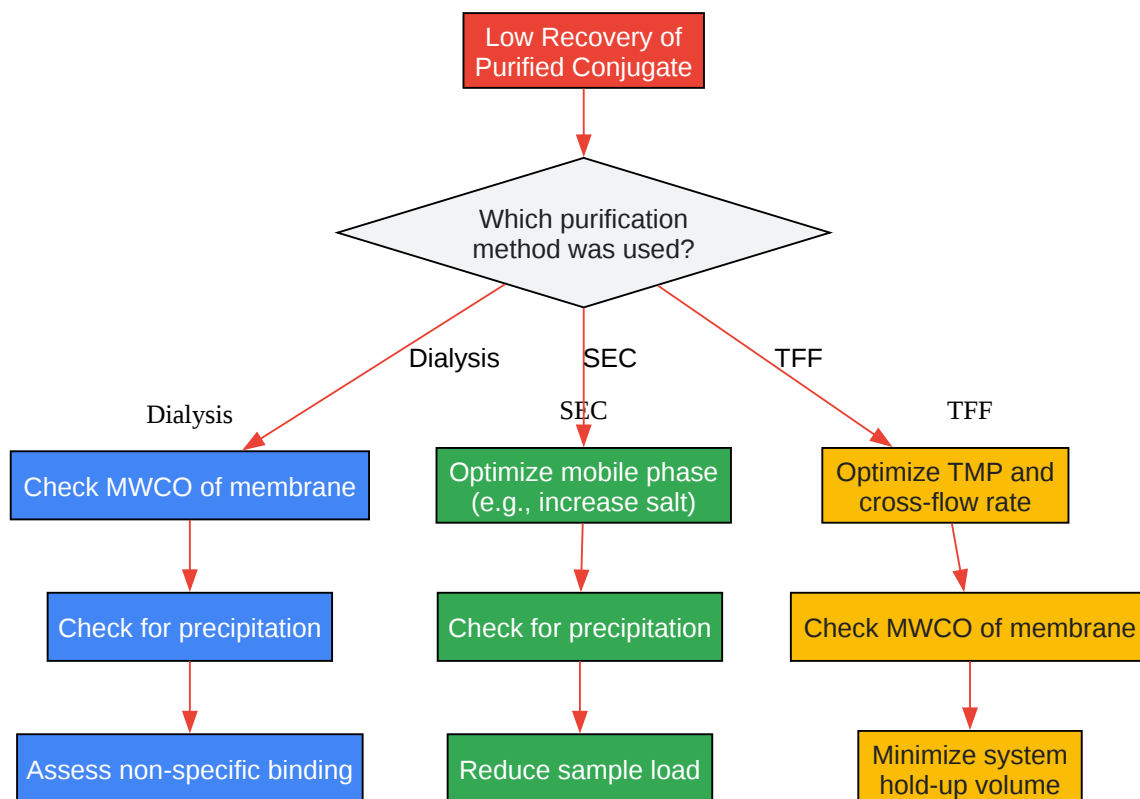 Low Recovery of
Purified Conjugate
Which purification
method was used?
Dialysis
SEC
TFF
Dialysis
SEC
TFF
Check MWCO of membrane
Optimize mobile phase
(e.g., increase salt)
Optimize TMP and
cross-flow rate
Check for precipitation
Check for precipitation
Check MWCO of membrane
Assess non-specific binding
Reduce sample load
Minimize system
hold-up volume